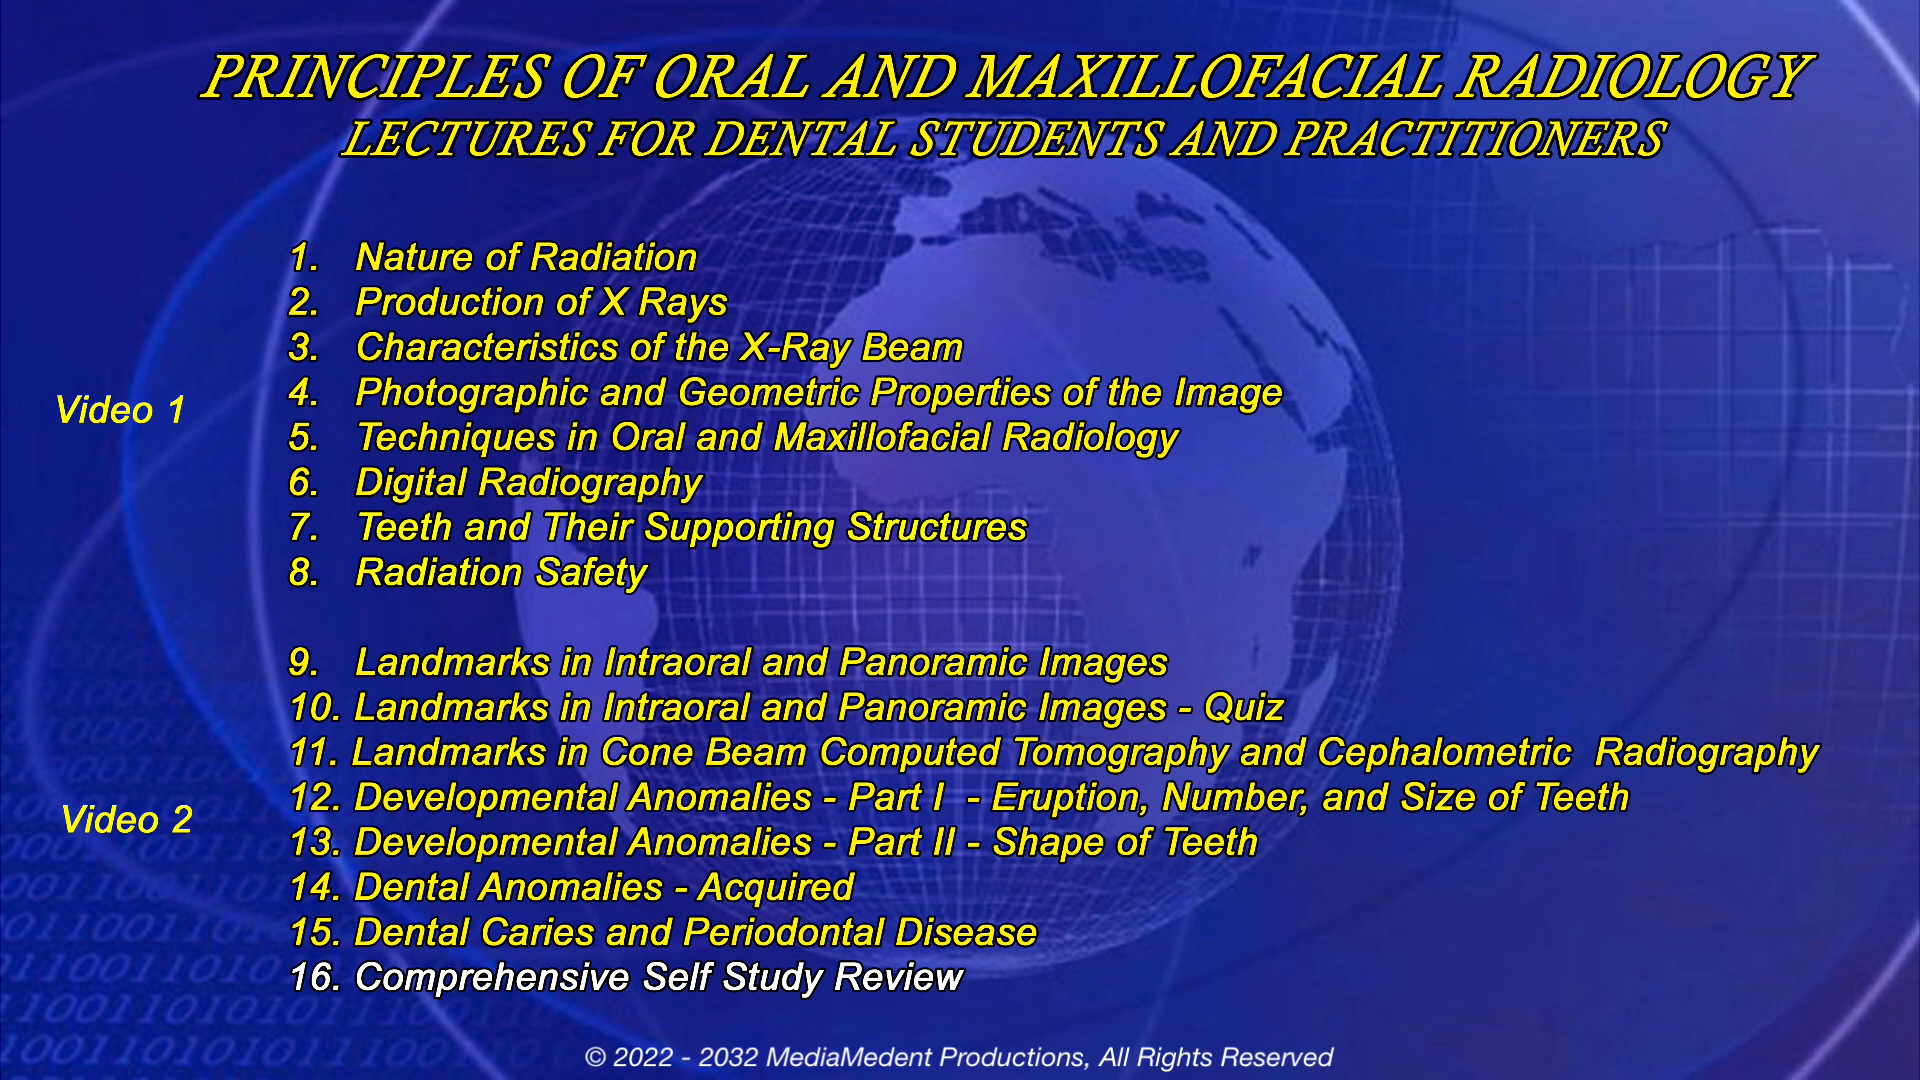 PRINCIPLES OF ORAL AND MAXILLOFACIAL RADIOLOGY
LECTURES FOR DENTAL STUDENTS AND PRACTITIONERS
Video 1
1. Nature of Radiation
2. Production of X Rays
3. Characteristics of the X-Ray Beam
4. Photographic and Geometric Properties of the Image
5. Techniques in Oral and Maxillofacial Radiology
6. Digital Radiography
7. Teeth and Their Supporting Structures
8. Radiation Safety
Video 2
9. Landmarks in Intraoral and Panoramic Images
10. Landmarks in Intraoral and Panoramic Images - Quiz
11. Landmarks in Cone Beam Computed Tomography and Cephalometric Radiography
12. Developmental Anomalies - Part I - Eruption, Number, and Size of Teeth
13. Developmental Anomalies - Part II - Shape of Teeth
14. Dental Anomalies - Acquired
15. Dental Caries and Periodontal Disease
16. Comprehensive Self Study Review
© 2022 - 2032 MediaMedent Productions, All Rights Reserved